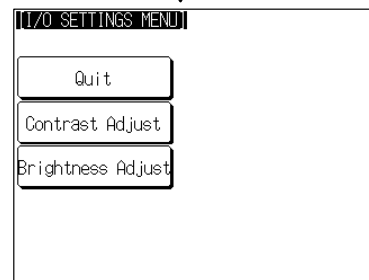 [I/O SETTINGS MENU]
Quit
Contrast Adjust
Brightness Adjust